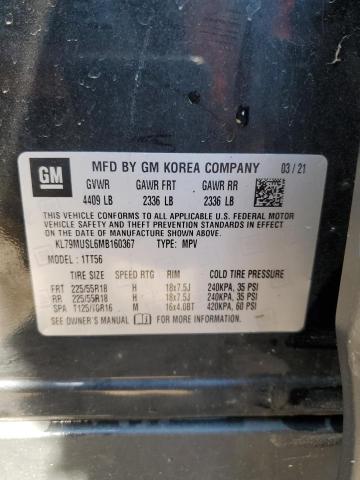 GM
MFD BY GM KOREA COMPANY 03/21
GVWR GAWR FRT GAWR RR
4409 LB 2336 LB 2336 LB
THIS VEHICLE CONFORMS TO ALL APPLICABLE U.S. FEDERAL MOTOR
VEHICLE SAFETY, BUMPER, AND THEFT PREVENTION STANDARDS IN
EFFECT ON THE DATE OF MANUFACTURE SHOWN ABOVE.
KL79MUSL6MB160367 TYPE: MPV
MODEL: 1TT56
TIRE SIZE SPEED RTG RIM COLD TIRE PRESSURE
FRT 225/55R18 H 18x7.5J 240KPA, 35 PSI
RR 225/55R18 H 18x7.5J 240KPA, 35 PSI
SPA T125/70R16 M 16x4.0BT 420KPA, 60 PSI
SEE OWNER'S MANUAL FOR MORE INFORMATION